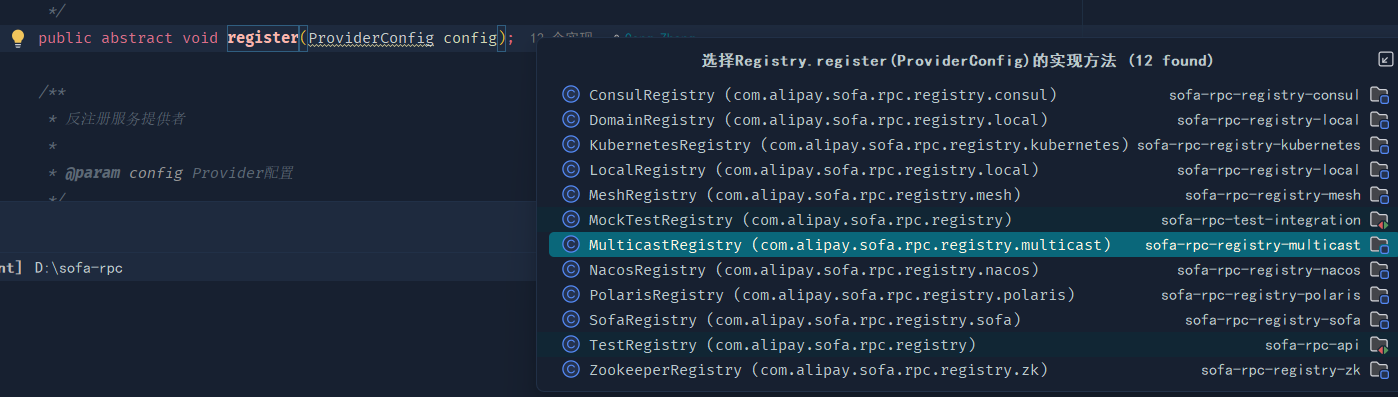 */
public abstract void register(ProviderConfig config);
/**
* 反注册服务提供者
*
* @param config Provider配置
*/
nt] D:\sofa-rpc
选择Registry.register(ProviderConfig)的实现方法 (12 found)
ConsulRegistry (com.alipay.sofa.rpc.registry.consul) sofa-rpc-registry-consul
DomainRegistry (com.alipay.sofa.rpc.registry.local) sofa-rpc-registry-local
KubernetesRegistry (com.alipay.sofa.rpc.registry.kubernetes) sofa-rpc-registry-kubernetes
LocalRegistry (com.alipay.sofa.rpc.registry.local) sofa-rpc-registry-local
MeshRegistry (com.alipay.sofa.rpc.registry.mesh) sofa-rpc-registry-mesh
MockTestRegistry (com.alipay.sofa.rpc.registry) sofa-rpc-test-integration
MulticastRegistry (com.alipay.sofa.rpc.registry.multicast) sofa-rpc-registry-multicast
NacosRegistry (com.alipay.sofa.rpc.registry.nacos) sofa-rpc-registry-nacos
PolarisRegistry (com.alipay.sofa.rpc.registry.polaris) sofa-rpc-registry-polaris
SofaRegistry (com.alipay.sofa.rpc.registry.sofa) sofa-rpc-registry-sofa
TestRegistry (com.alipay.sofa.rpc.registry) sofa-rpc-api
ZookeeperRegistry (com.alipay.sofa.rpc.registry.zk) sofa-rpc-registry-zk